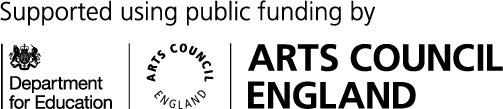 Supported using public funding by
Department
for Education
ARTS COUNCIL
ENGLAND
ARTS COUNCIL
ENGLAND